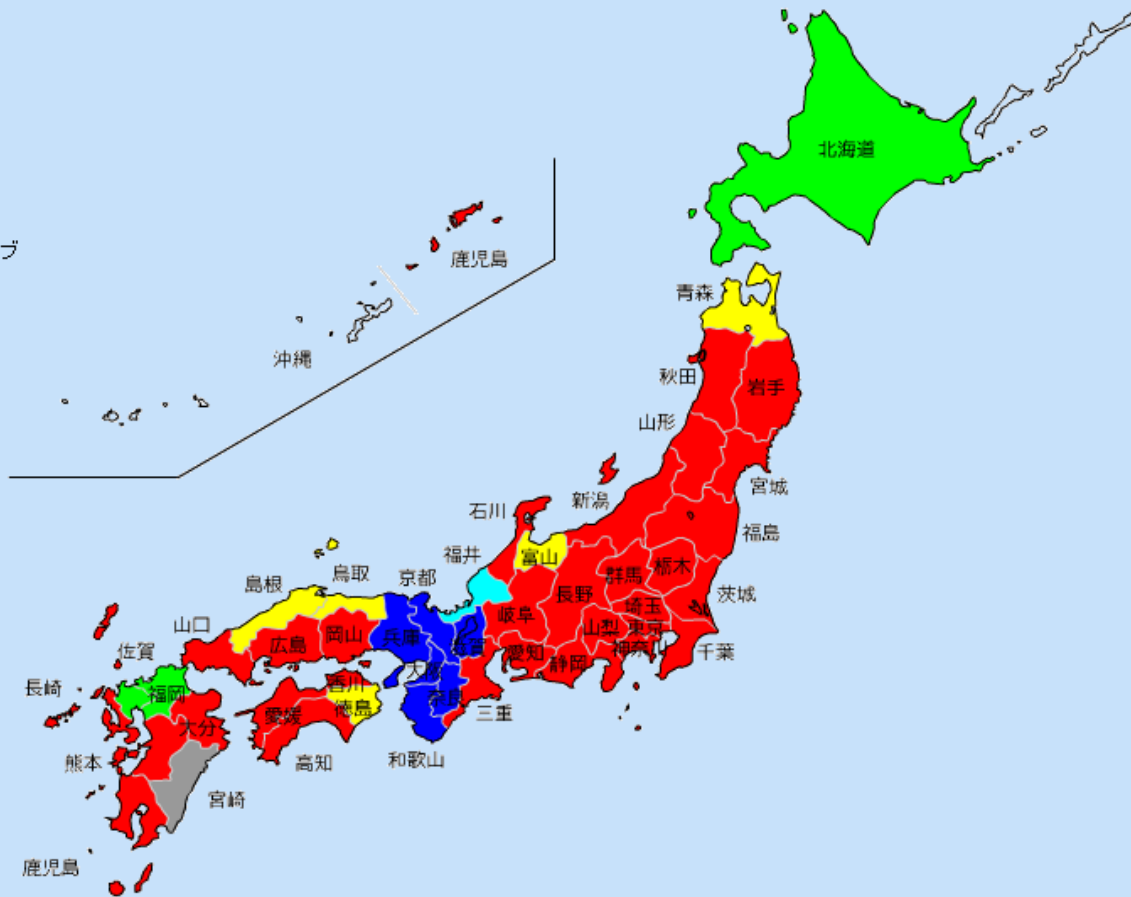 北海道
ブ
鹿児島
青森
沖縄
秋田
岩手
山形
宮城
新潟
石川
福島
福井
富山
栃木
群馬
鳥取
京都
島根
長野
茨城
埼玉
岐阜
山口
山梨
東京
岡山
兵庫
広島
滋賀
神奈川
佐賀
愛知
千葉
静岡
大阪
香川
長崎
福岡
奈良
徳島
三重
愛媛
大分
熊本
高知
和歌山
宮崎
鹿児島